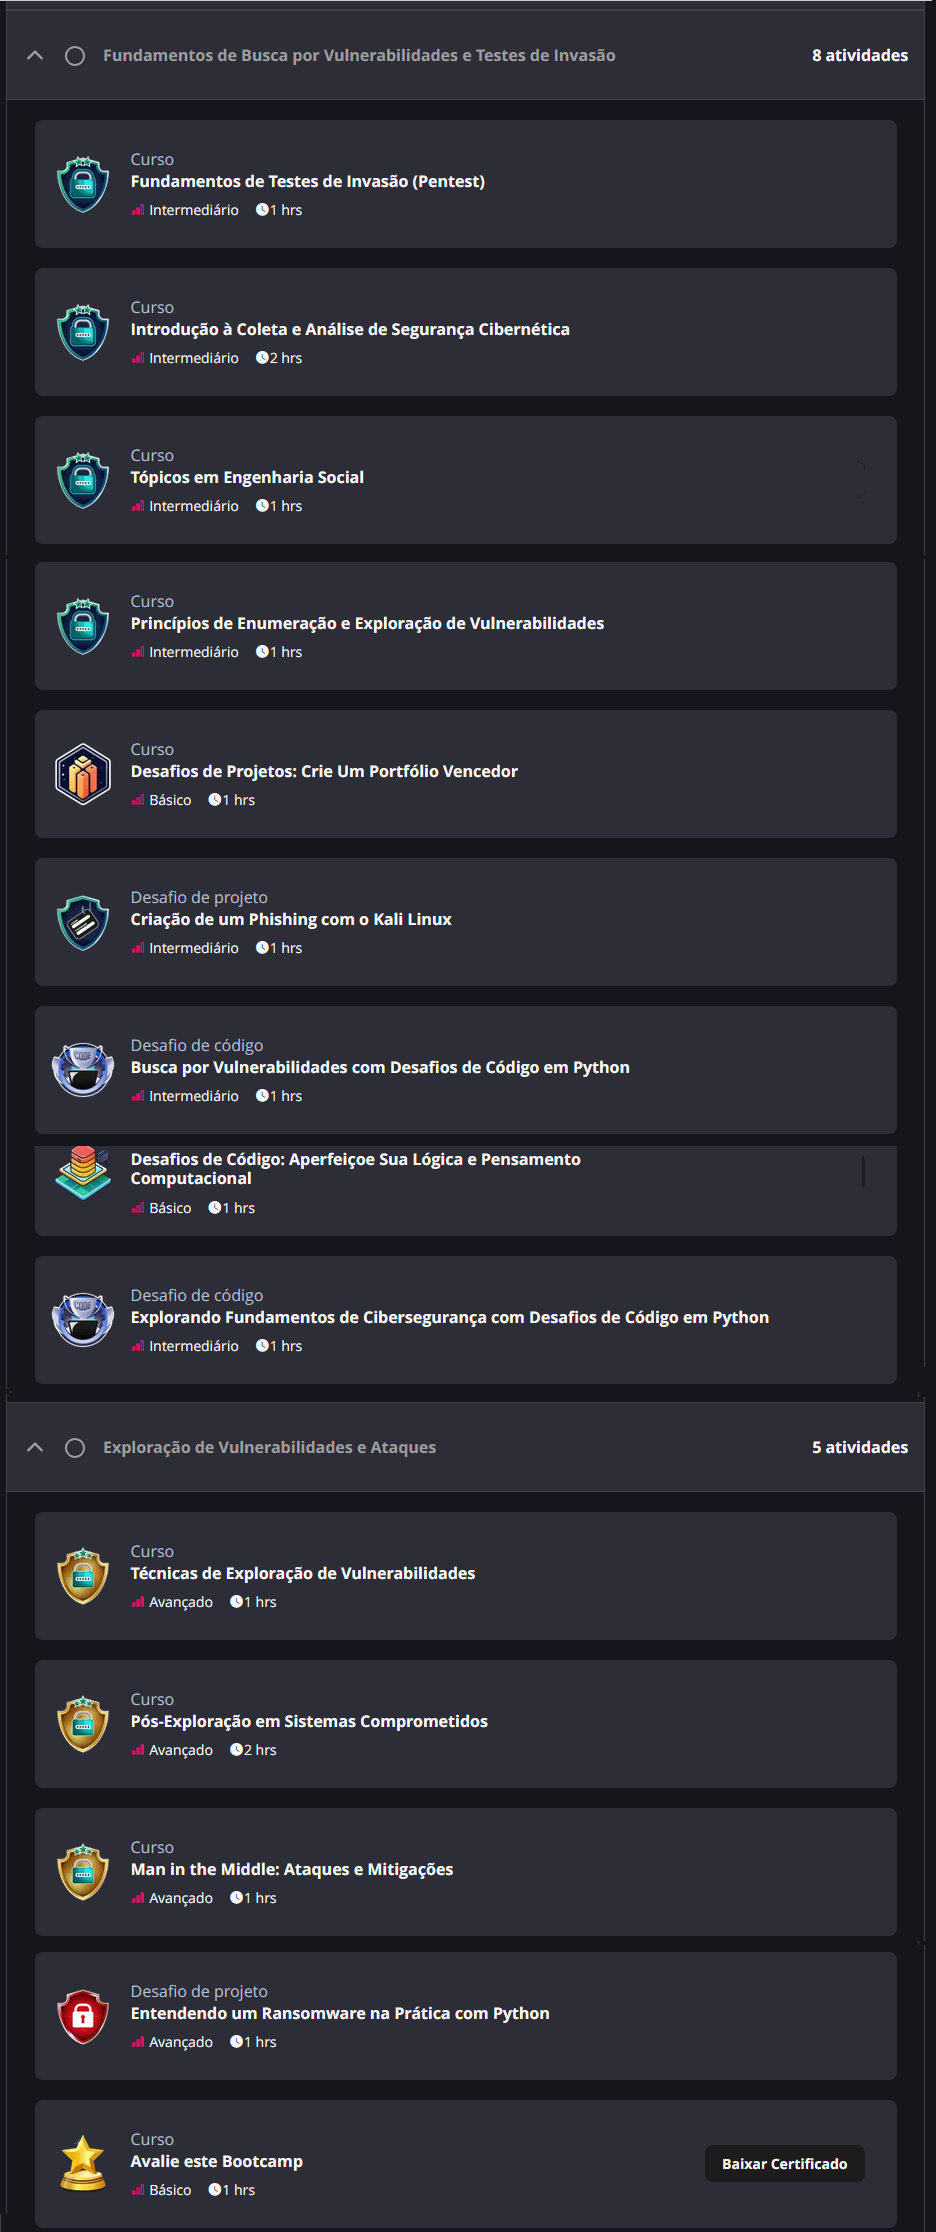 Fundamentos de Busca por Vulnerabilidades e Testes de Invasão
8 atividades
Curso
Fundamentos de Testes de Invasão (Pentest)
Intermediário 1 hrs
Curso
Introdução à Coleta e Análise de Segurança Cibernética
Intermediário 2 hrs
Curso
Tópicos em Engenharia Social
Intermediário 1 hrs
Curso
Princípios de Enumeração e Exploração de Vulnerabilidades
Intermediário 1 hrs
Curso
Desafios de Projetos: Crie Um Portfólio Vencedor
Básico 1 hrs
Desafio de projeto
Criação de um Phishing com o Kali Linux
Intermediário 1 hrs
CODE
Desafio de código
Busca por Vulnerabilidades com Desafios de Código em Python
Intermediário 1 hrs
Desafios de Código: Aperfeiçoe Sua Lógica e Pensamento
Computacional
Básico 1 hrs
CODE
Desafio de código
Explorando Fundamentos de Cibersegurança com Desafios de Código em Python
Intermediário 1 hrs
Exploração de Vulnerabilidades e Ataques
5 atividades
Curso
Técnicas de Exploração de Vulnerabilidades
Avançado 1 hrs
Curso
Pós-Exploração em Sistemas Comprometidos
Avançado 2 hrs
Curso
Man in the Middle: Ataques e Mitigações
Avançado 1 hrs
Desafio de projeto
Entendendo um Ransomware na Prática com Python
Avançado 1 hrs
Curso
Avalie este Bootcamp
Básico 1 hrs
Baixar Certificado